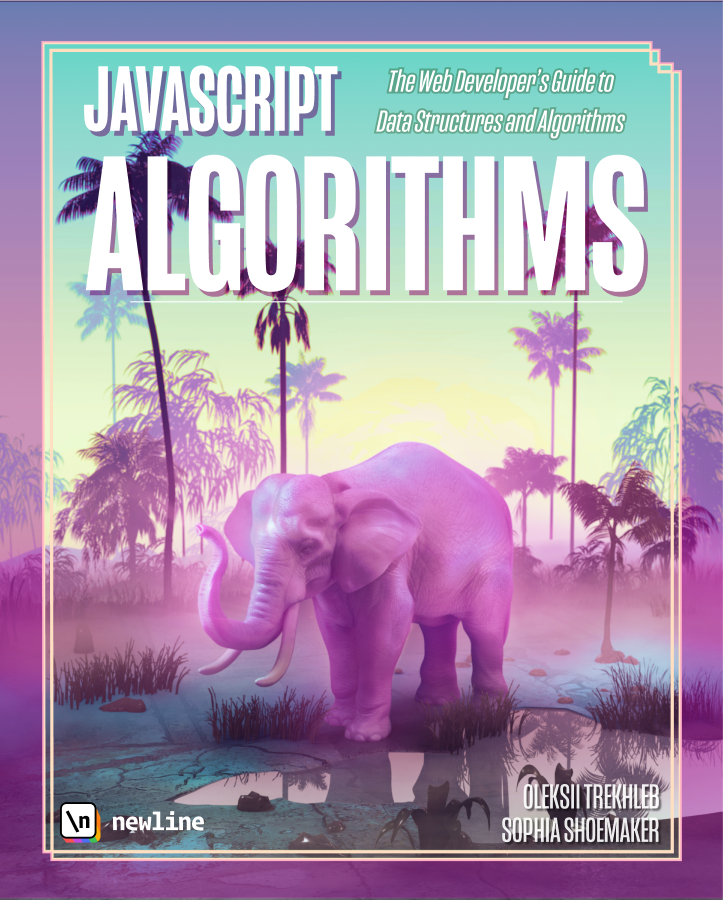 JAVASCRIPT
The Web Developer's Guide to
Data Structures and Algorithms
ALGORITHMS
\n newline
OLEKSII TREKHLEB
SOPHIA SHOEMAKER